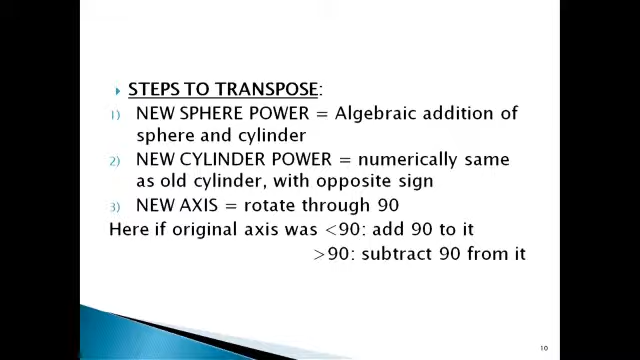 STEPS TO TRANSPOSE:
1) NEW SPHERE POWER = Algebraic addition of
sphere and cylinder
2) NEW CYLINDER POWER = numerically same
as old cylinder, with opposite sign
3) NEW AXIS = rotate through 90
Here if original axis was <90: add 90 to it
>90: subtract 90 from it
10